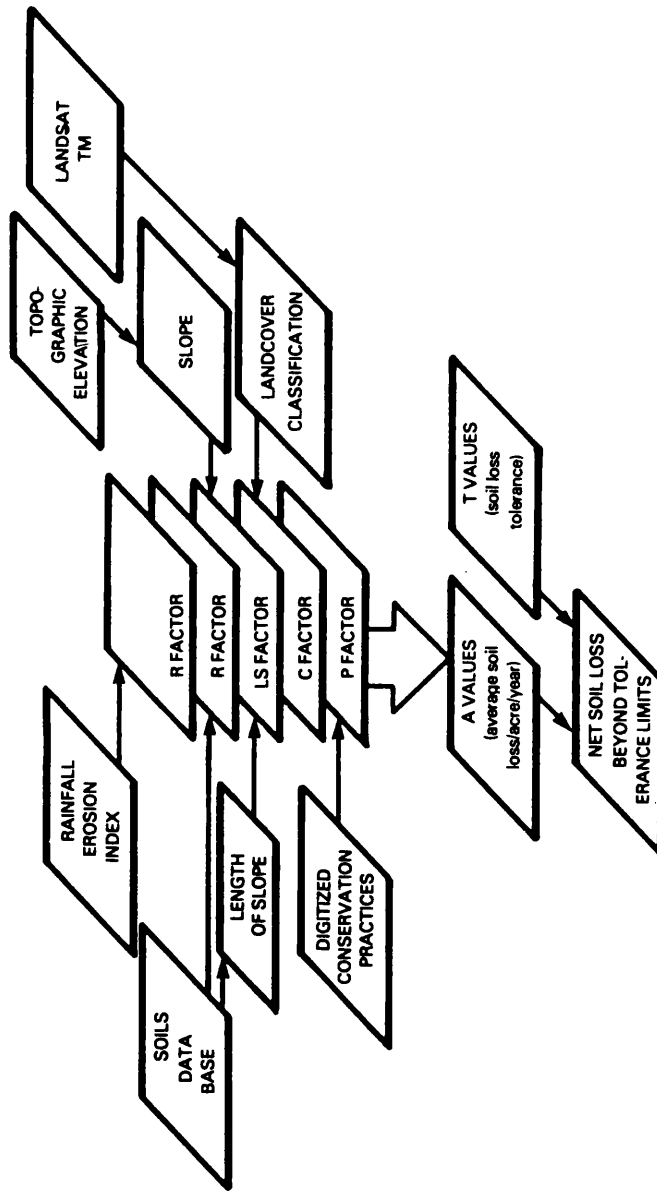 TOPO-
GRAPHIC
ELEVATION
LANDSAT
TM
RAINFALL
EROSION
INDEX
SLOPE
SOILS
DATA
BASE
R FACTOR
R FACTOR
LS FACTOR
C FACTOR
P FACTOR
LANDCOVER
CLASSIFICATION
LENGTH
OF SLOPE
DIGITIZED
CONSERVATION
PRACTICES
A VALUES
(average soil
loss/acre/year)
T VALUES
(soil loss
tolerance)
NET SOIL LOSS
BEYOND TOL-
ERANCE LIMITS